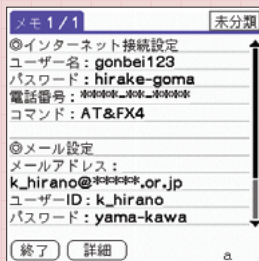 メモ 1/1 未分類
◎インターネット接続設定
ユーザー名：gonbei123
パスワード：hirake-goma
電話番号：****-**-*****
コマンド：AT&FX4
◎メール設定
メールアドレス：
k_hirano@*****.or.jp
ユーザーID：k_hirano
パスワード：yama-kawa
終了 詳細 a